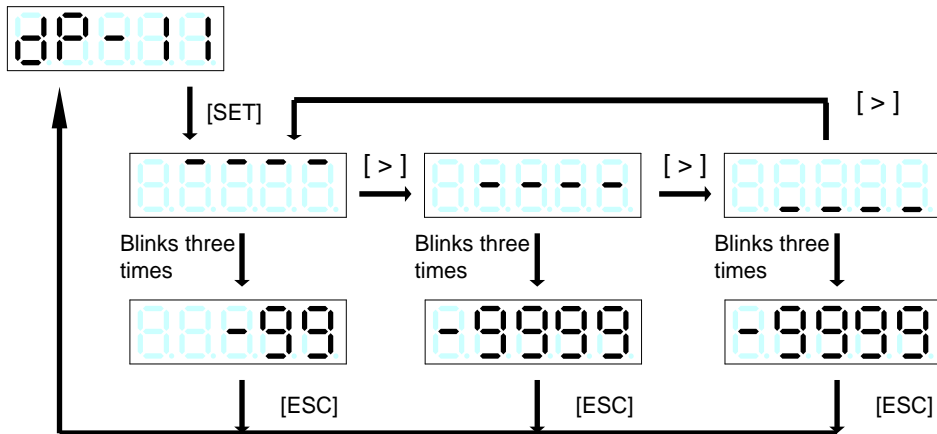 dP-11
[SET]
[ > ]
----
[ > ]
----
[ > ]
----
Blinks three
times
Blinks three
times
Blinks three
times
-99
-9999
-9999
[ESC]
[ESC]
[ESC]